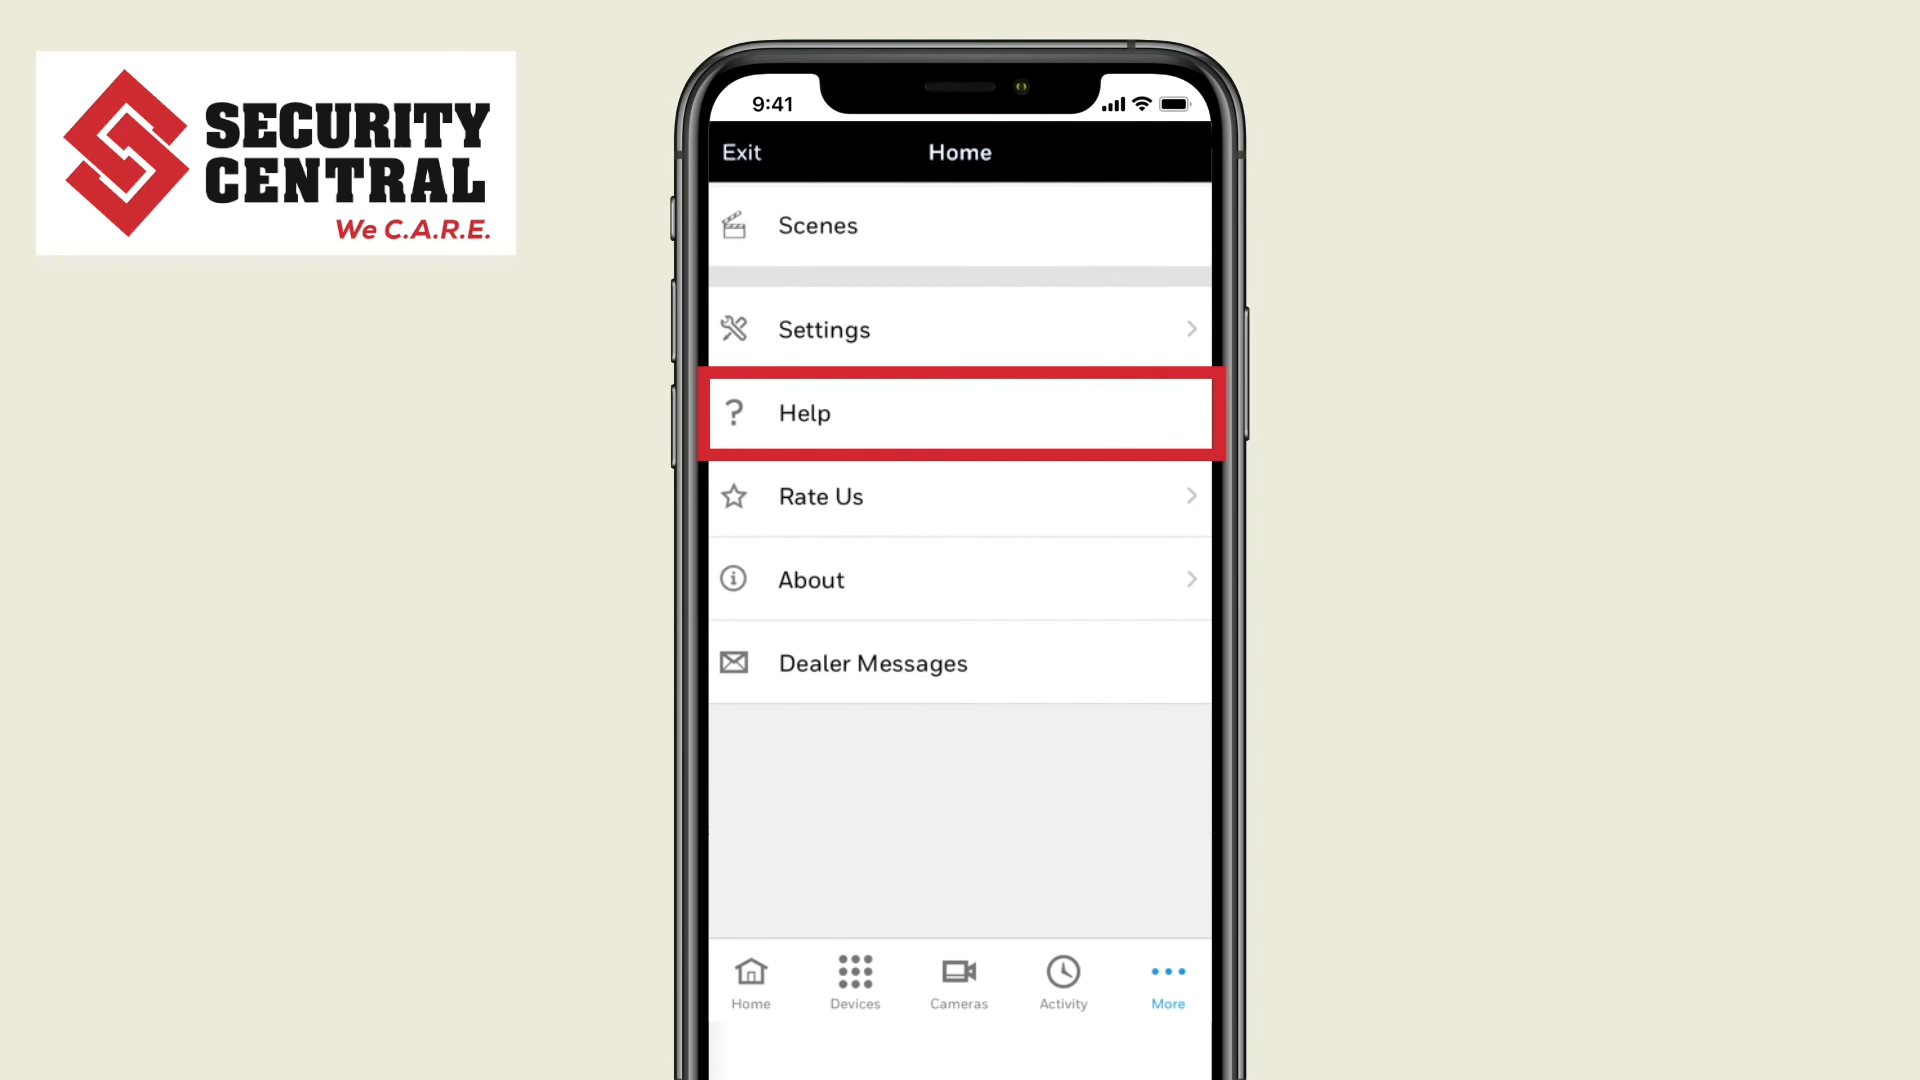 SECURITY
CENTRAL
We C.A.R.E.
9:41
Exit
Home
Scenes
Settings
? Help
Rate Us
About
Dealer Messages
Home
Devices
Cameras
Activity
More